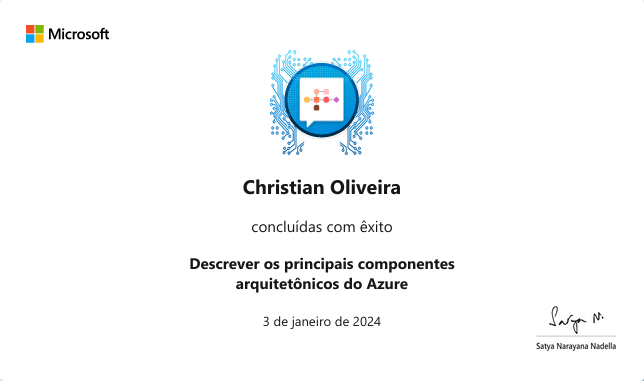 Microsoft
Christian Oliveira
concluídas com êxito
Descrever os principais componentes
arquitetônicos do Azure
3 de janeiro de 2024
Satya N.
Satya Narayana Nadella